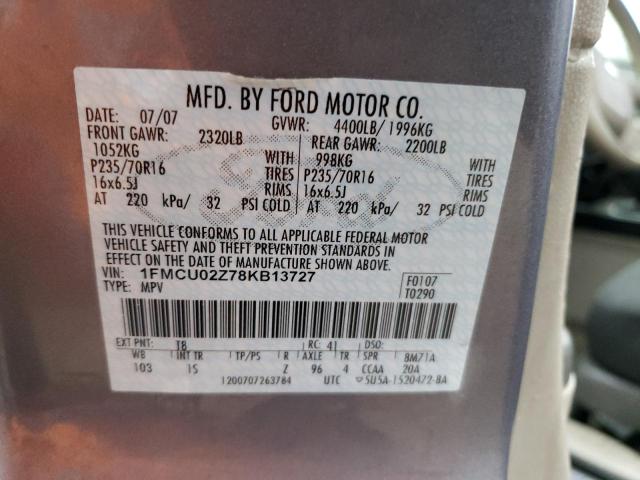 MFD. BY FORD MOTOR CO.
DATE: 07/07 GVWR: 4400LB/1996KG
FRONT GAWR: 2320LB REAR GAWR: 2200LB
1052KG WITH 998KG WITH
P235/70R16 TIRES P235/70R16 TIRES
16x6.5J RIMS 16x6.5J RIMS
AT 220 kPa/ 32 PSI COLD AT 220 kPa/ 32 PSI COLD
THIS VEHICLE CONFORMS TO ALL APPLICABLE FEDERAL MOTOR
VEHICLE SAFETY AND THEFT PREVENTION STANDARDS IN
EFFECT ON THE DATE OF MANUFACTURE SHOWN ABOVE.
VIN: 1FMCU02Z78KB13727 F0107
TYPE: MPV T0290
EXT PNT: T8 RC: 41 DSO:
WB INT TR TP/PS R AXLE TR SPR 8M71A
103 1S Z 96 4 CCAA 20A
1200707263784 UTC 5U5A-1520472-BA